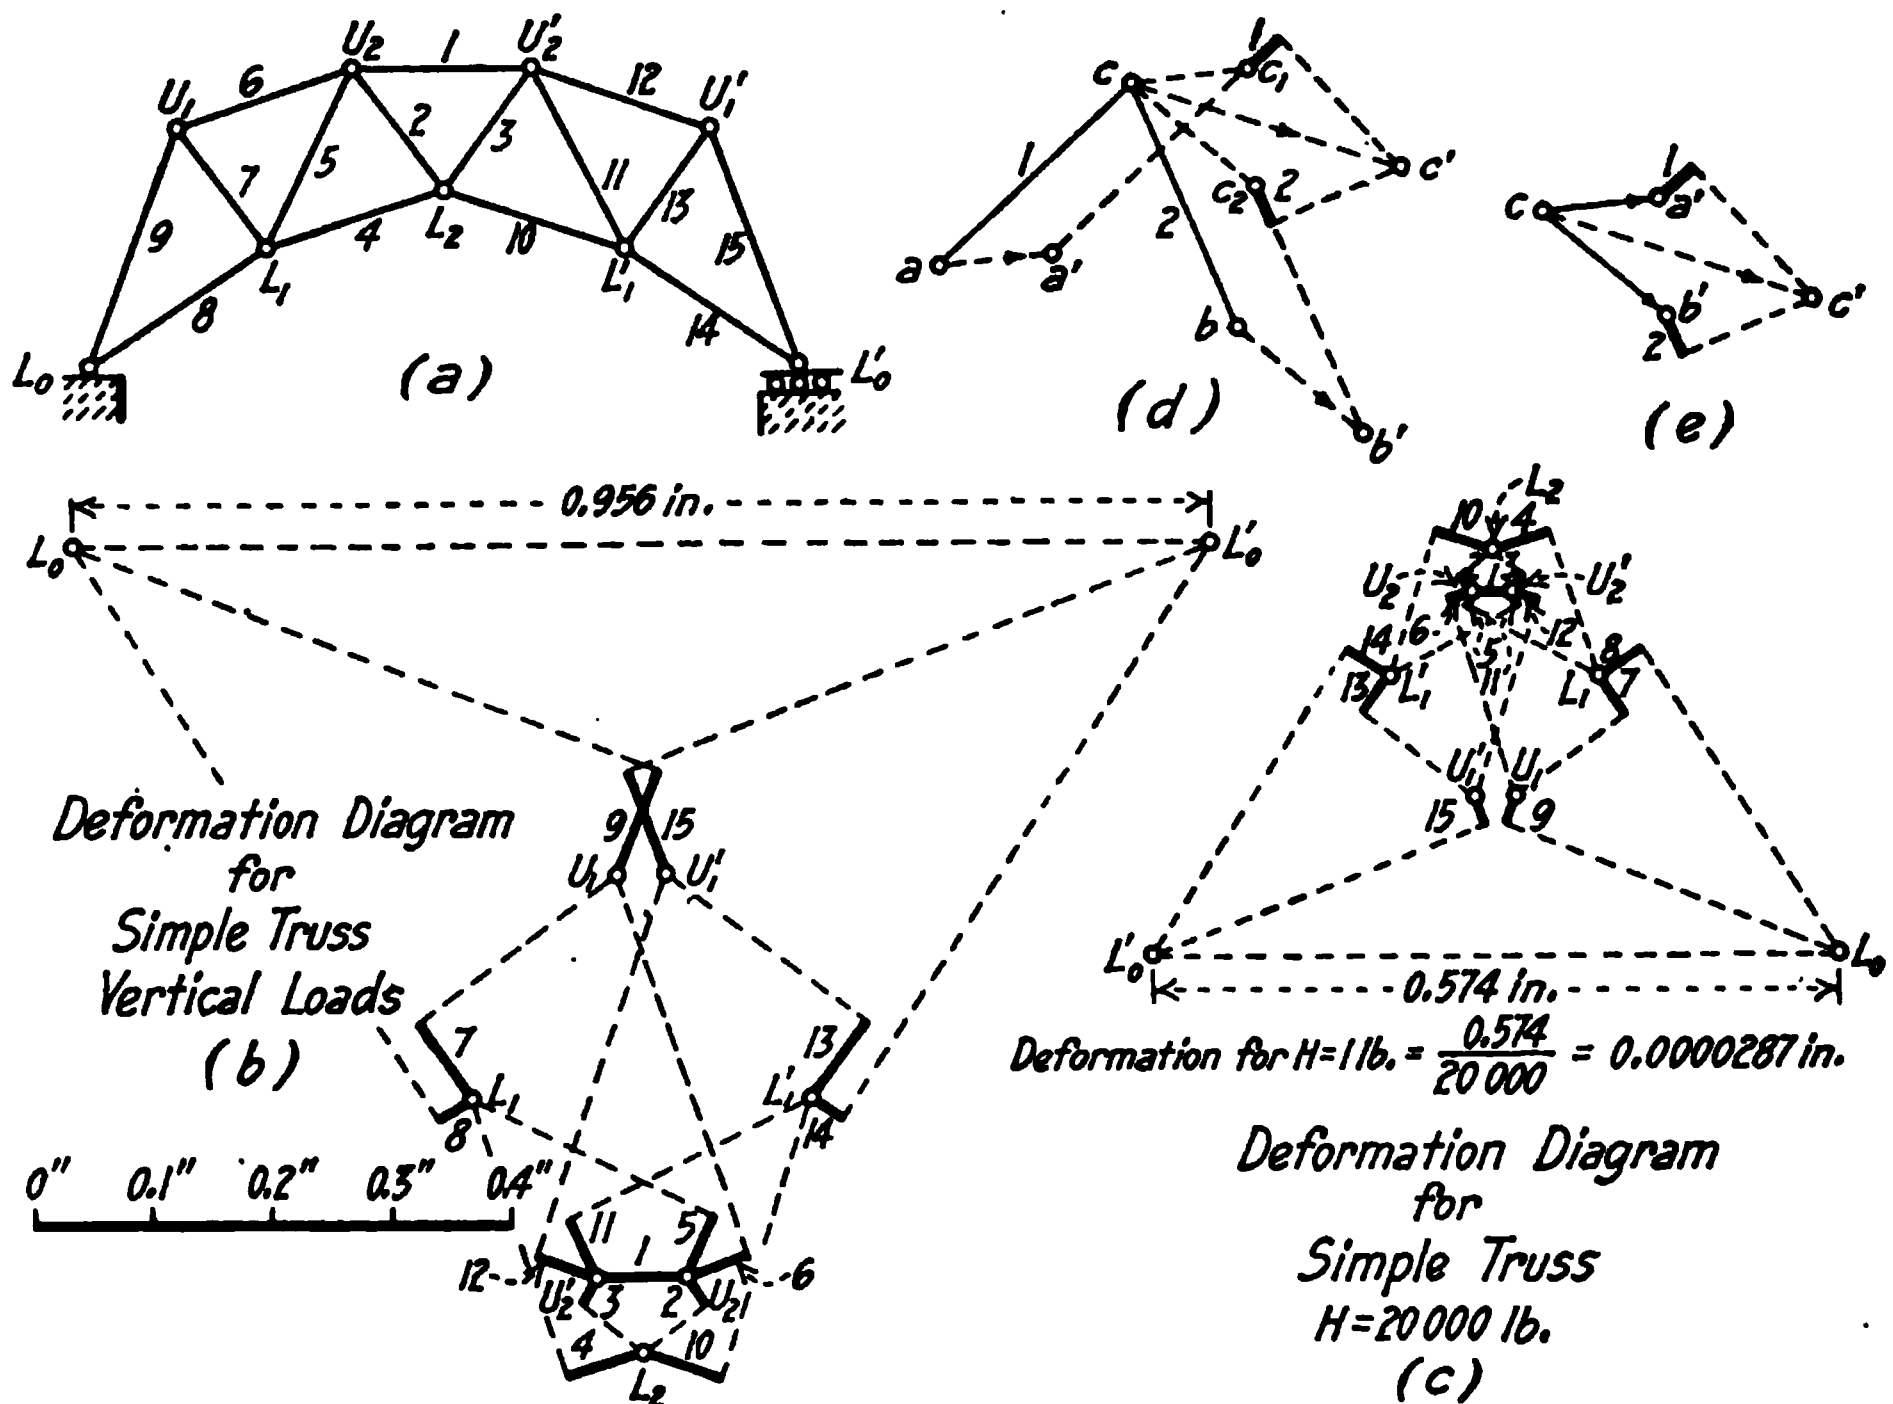 U₁ 6 U₂ 1 U₂′ 12 U₁′
9 7 5 2 3 11 13 15
8 L₁ 4 L₂ 10 L₁′ 14
L₀ L₀′
(a)
c 1 c₁
1 c₂ 2 c′
a a′ 2
b b′
(d)
c 1 a′
b′ c′
2
(e)
0.956 in.
L₀ L₀′
9 15
U₁ U₁′
7 13
L₁ L₁′
8 14
11 1 5
12 U₂′ 3 2 U₂ 6
4 10
L₂
Deformation Diagram
for
Simple Truss
Vertical Loads
(b)
0″ 0.1″ 0.2″ 0.3″ 0.4″
L₂
10 4
U₂ 1 U₂′
14 6 5 12 8
13 L₁′ 11 L₁ 7
U₁′ U₁
15 9
L₀′ L₀
0.574 in.
Deformation for H=1 lb. = 0.574/20 000 = 0.0000287 in.
Deformation Diagram
for
Simple Truss
H=20 000 lb.
(c)